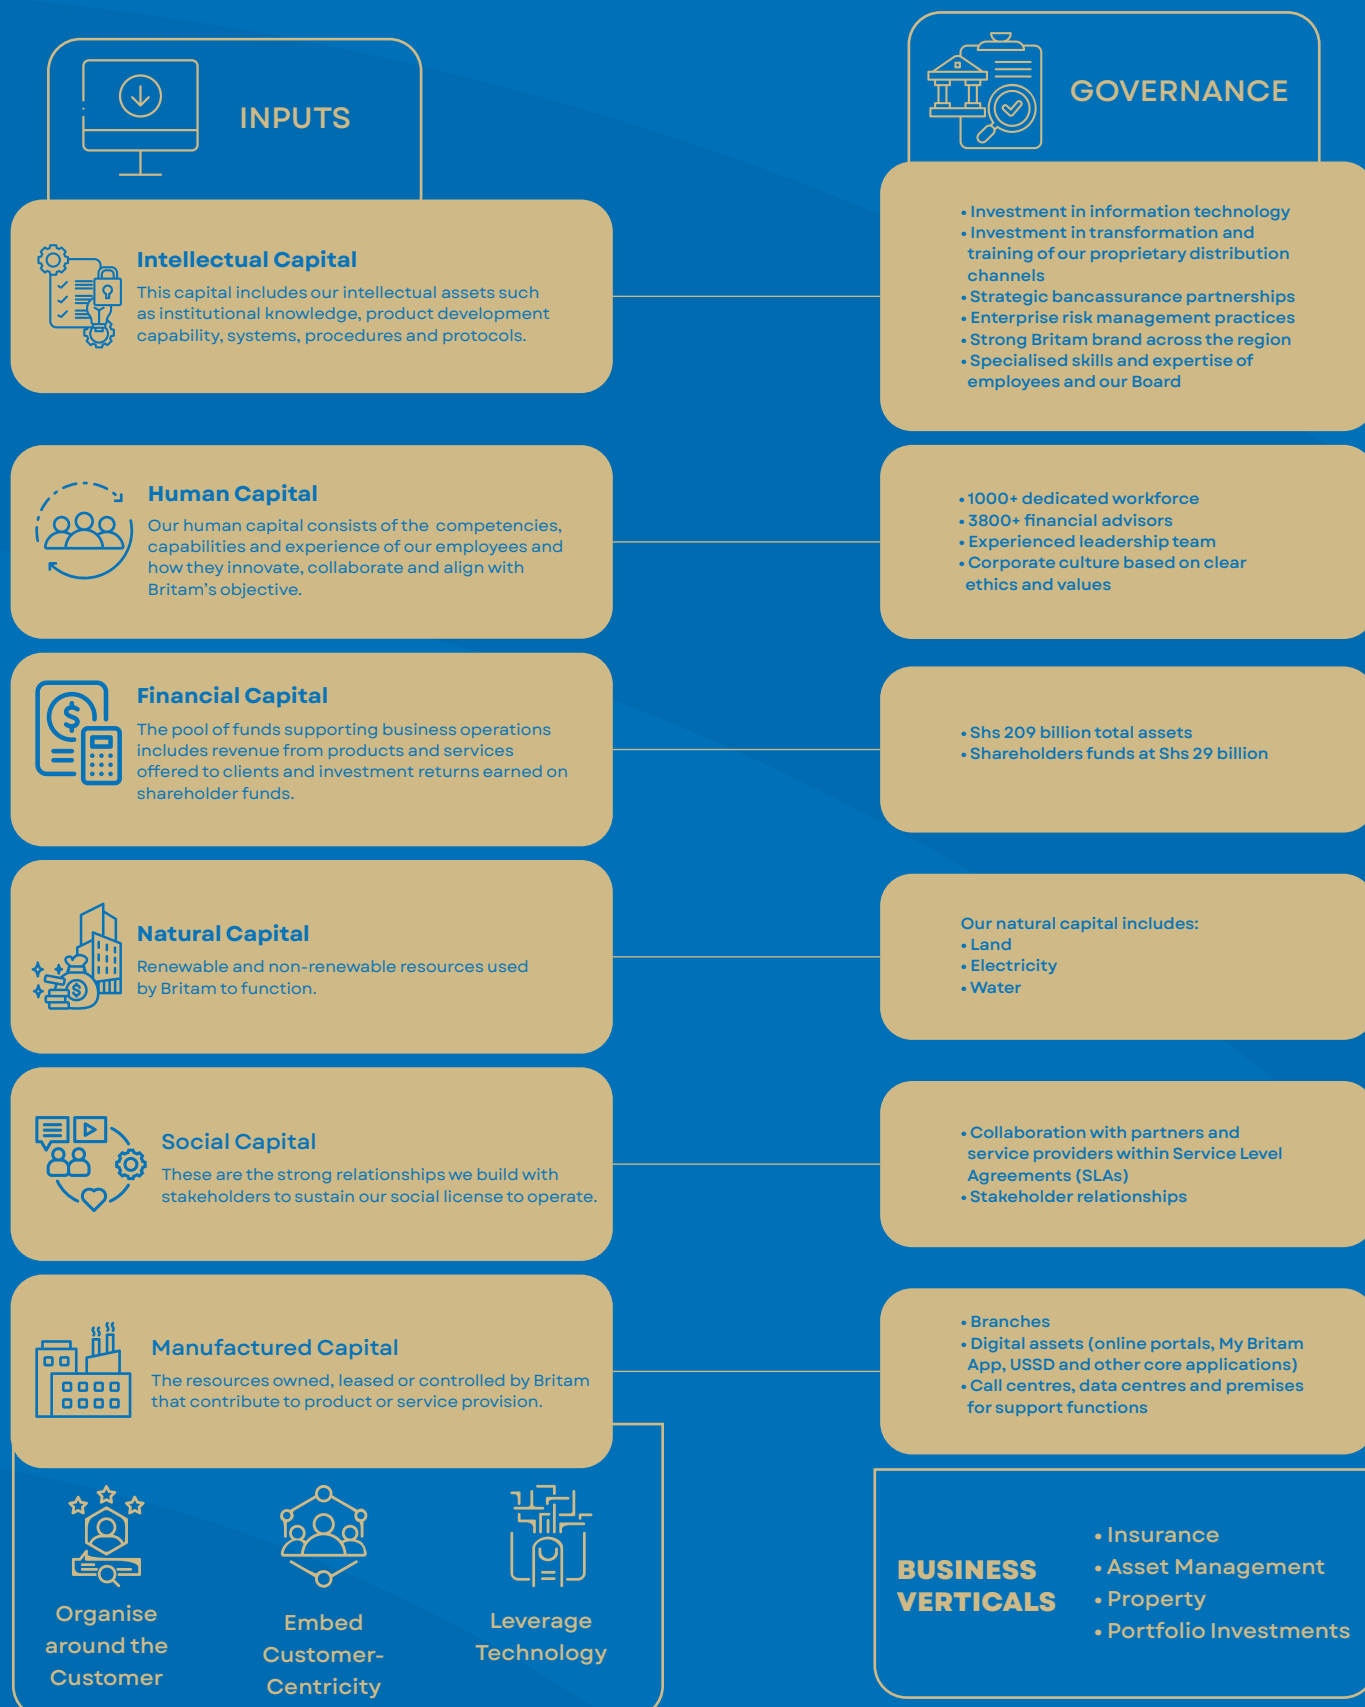 INPUTS
GOVERNANCE
Intellectual Capital
This capital includes our intellectual assets such
as institutional knowledge, product development
capability, systems, procedures and protocols.
• Investment in information technology
• Investment in transformation and
training of our proprietary distribution
channels
• Strategic bancassurance partnerships
• Enterprise risk management practices
• Strong Britam brand across the region
• Specialised skills and expertise of
employees and our Board
Human Capital
Our human capital consists of the competencies,
capabilities and experience of our employees and
how they innovate, collaborate and align with
Britam's objective.
• 1000+ dedicated workforce
• 3800+ financial advisors
• Experienced leadership team
• Corporate culture based on clear
ethics and values
Financial Capital
The pool of funds supporting business operations
includes revenue from products and services
offered to clients and investment returns earned on
shareholder funds.
• Shs 209 billion total assets
• Shareholders funds at Shs 29 billion
Natural Capital
Renewable and non-renewable resources used
by Britam to function.
Our natural capital includes:
• Land
• Electricity
• Water
Social Capital
These are the strong relationships we build with
stakeholders to sustain our social license to operate.
• Collaboration with partners and
service providers within Service Level
Agreements (SLAs)
• Stakeholder relationships
Manufactured Capital
The resources owned, leased or controlled by Britam
that contribute to product or service provision.
• Branches
• Digital assets (online portals, My Britam
App, USSD and other core applications)
• Call centres, data centres and premises
for support functions
Organise
around the
Customer
Embed
Customer-
Centricity
Leverage
Technology
BUSINESS
VERTICALS
• Insurance
• Asset Management
• Property
• Portfolio Investments